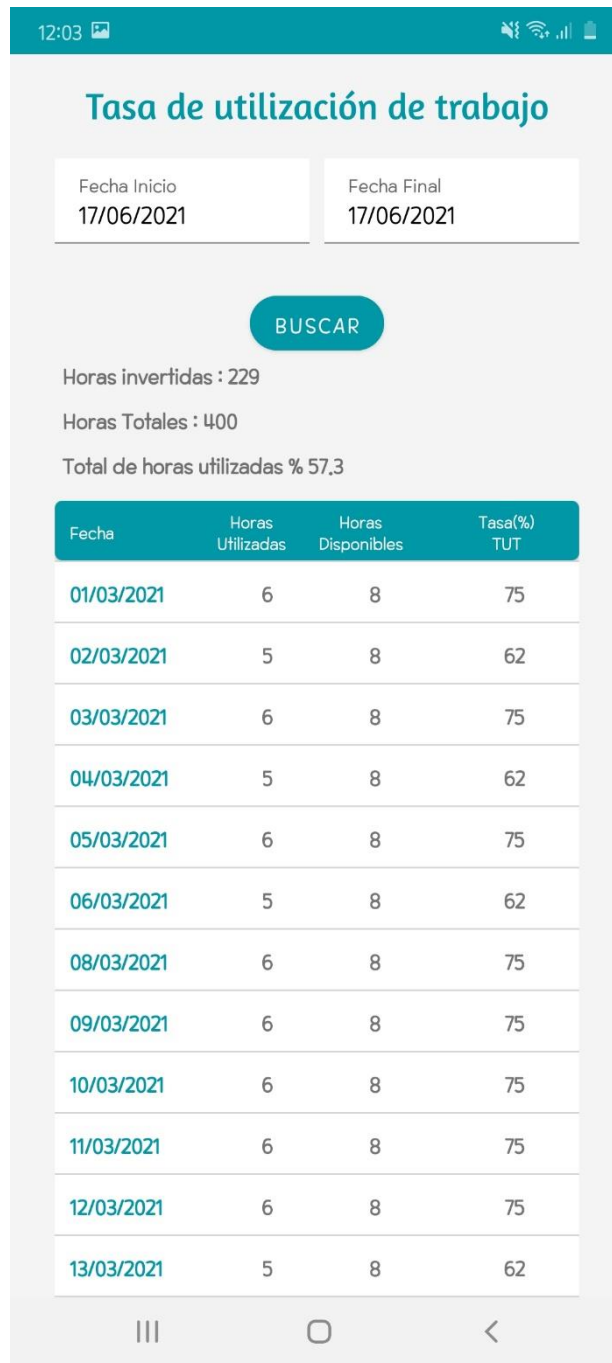 12:03
Tasa de utilización de trabajo
Fecha Inicio Fecha Final
17/06/2021 17/06/2021
BUSCAR
Horas invertidas : 229
Horas Totales : 400
Total de horas utilizadas % 57.3
Fecha Horas Utilizadas Horas Disponibles Tasa(%) TUT
01/03/2021 6 8 75
02/03/2021 5 8 62
03/03/2021 6 8 75
04/03/2021 5 8 62
05/03/2021 6 8 75
06/03/2021 5 8 62
08/03/2021 6 8 75
09/03/2021 6 8 75
10/03/2021 6 8 75
11/03/2021 6 8 75
12/03/2021 6 8 75
13/03/2021 5 8 62